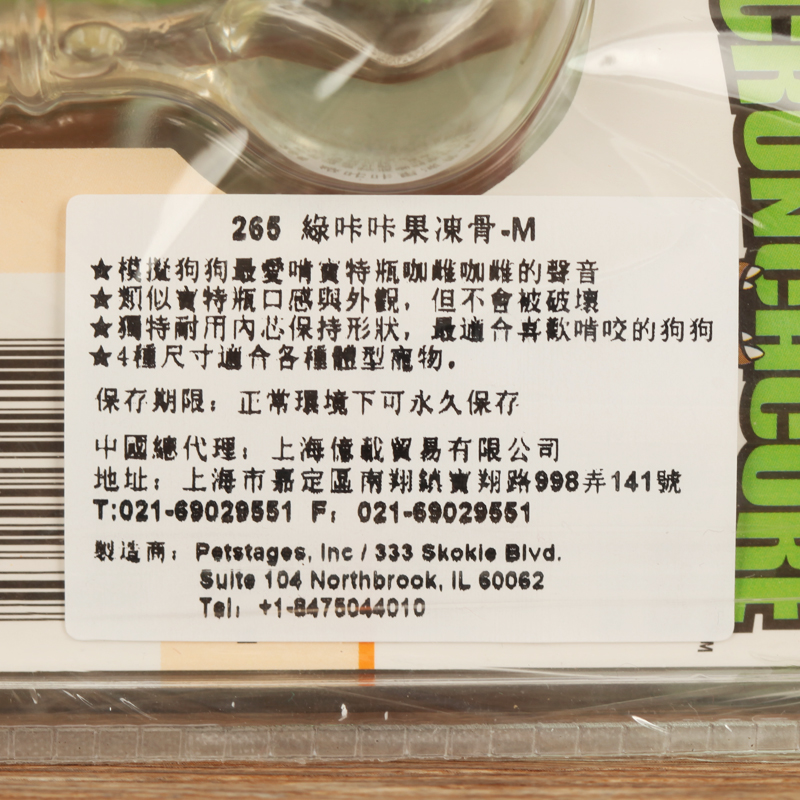 265 綠咔咔果凍骨-M
★模擬狗狗最愛啃寶特瓶咖雌咖雌的聲音
★類似寶特瓶口感與外觀，但不會被破壞
★獨特耐用內芯保持形狀，最適合喜歡啃咬的狗狗
★4種尺寸適合各種體型寵物.
保存期限：正常環境下可永久保存
中國總代理：上海億載貿易有限公司
地址：上海市嘉定區南翔鎮寶翔路998弄141號
T:021-69029551 F: 021-69029551
製造商：Petstages, Inc / 333 Skokie Blvd.
Suite 104 Northbrook, IL 60062
Tel: +1-8475044010
CRUNCHCORE